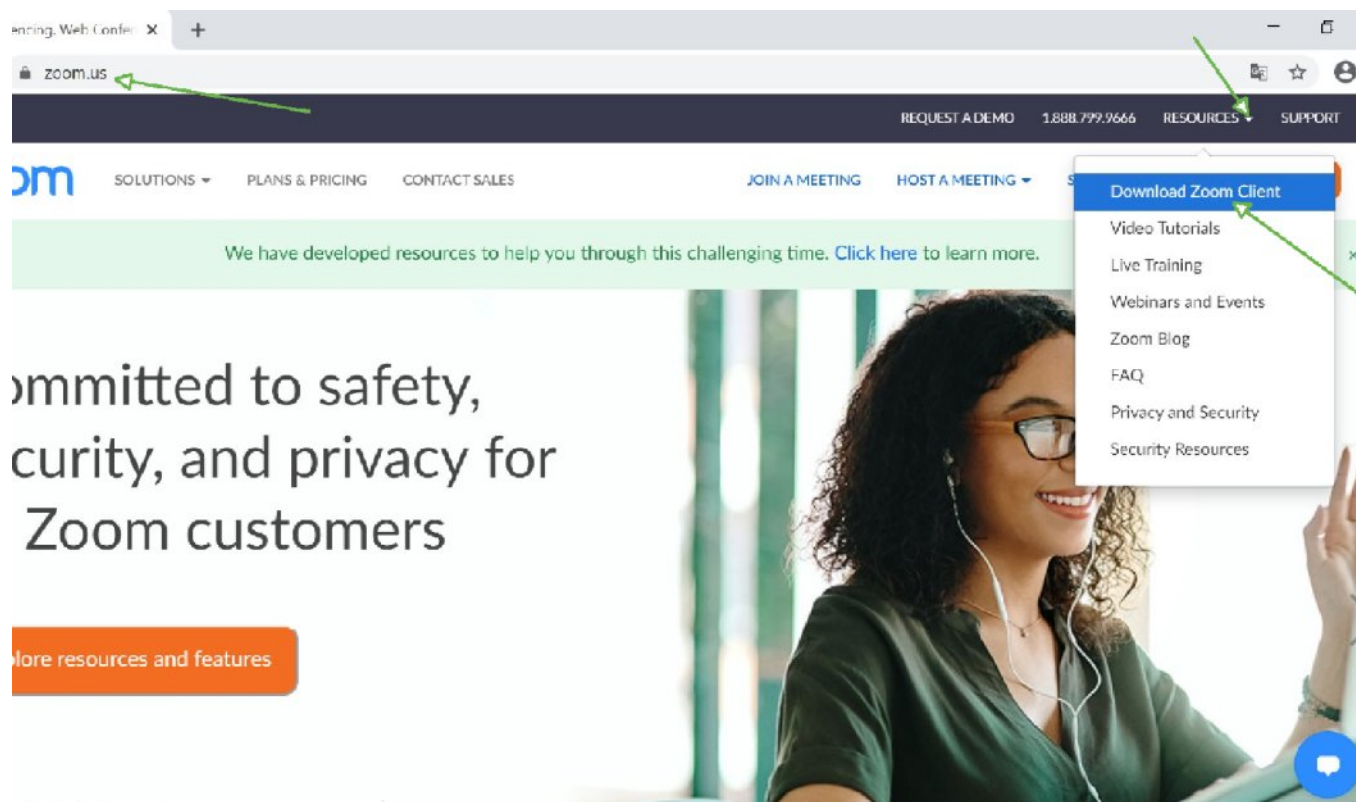 zoom.us
REQUEST A DEMO 1.888.799.9666 RESOURCES SUPPORT
SOLUTIONS PLANS & PRICING CONTACT SALES JOIN A MEETING HOST A MEETING
Download Zoom Client
Video Tutorials
Live Training
Webinars and Events
Zoom Blog
FAQ
Privacy and Security
Security Resources
We have developed resources to help you through this challenging time. Click here to learn more.
ommitted to safety,
curity, and privacy for
Zoom customers
lore resources and features